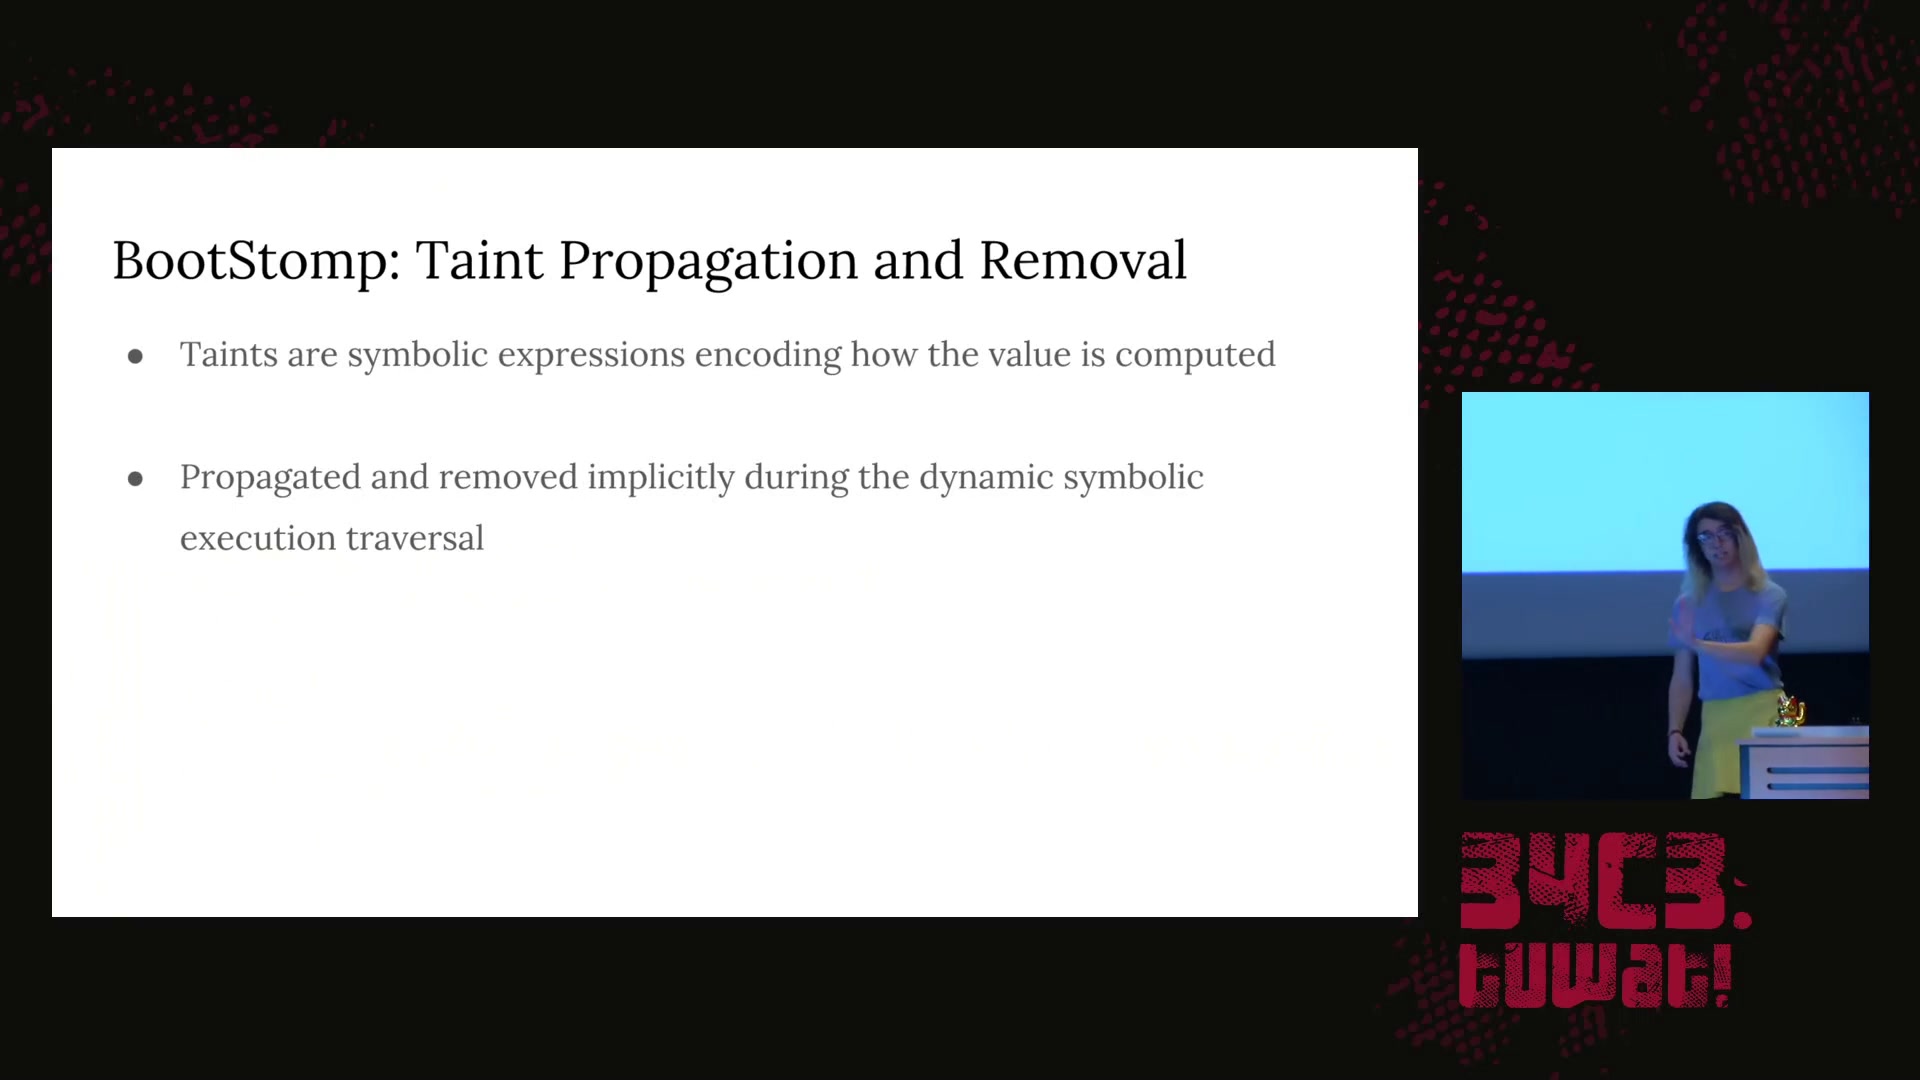 BootStomp: Taint Propagation and Removal
● Taints are symbolic expressions encoding how the value is computed
● Propagated and removed implicitly during the dynamic symbolic
execution traversal
34C3.
tuwat!